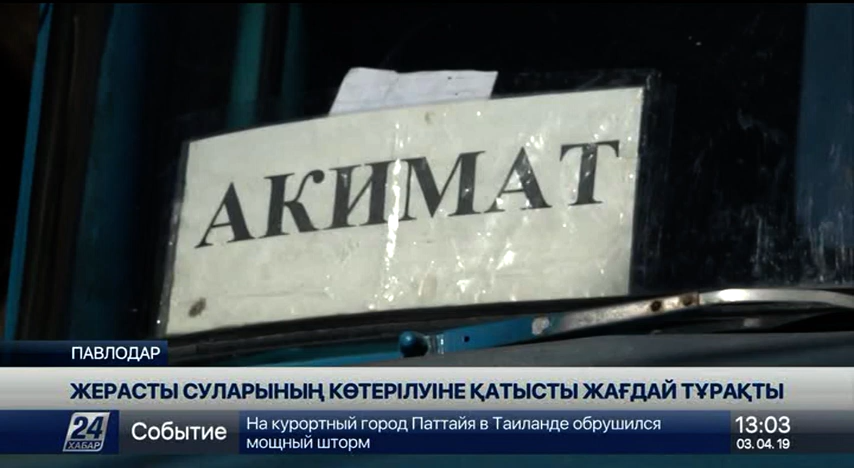 АКИМАТ
ПАВЛОДАР
ЖЕРАСТЫ СУЛАРЫНЫҢ КӨТЕРІЛУІНЕ ҚАТЫСТЫ ЖАҒДАЙ ТҰРАҚТЫ
24
ХАБАР
Событие
На курортный город Паттайя в Таиланде обрушился
мощный шторм
13:03
03. 04. 19